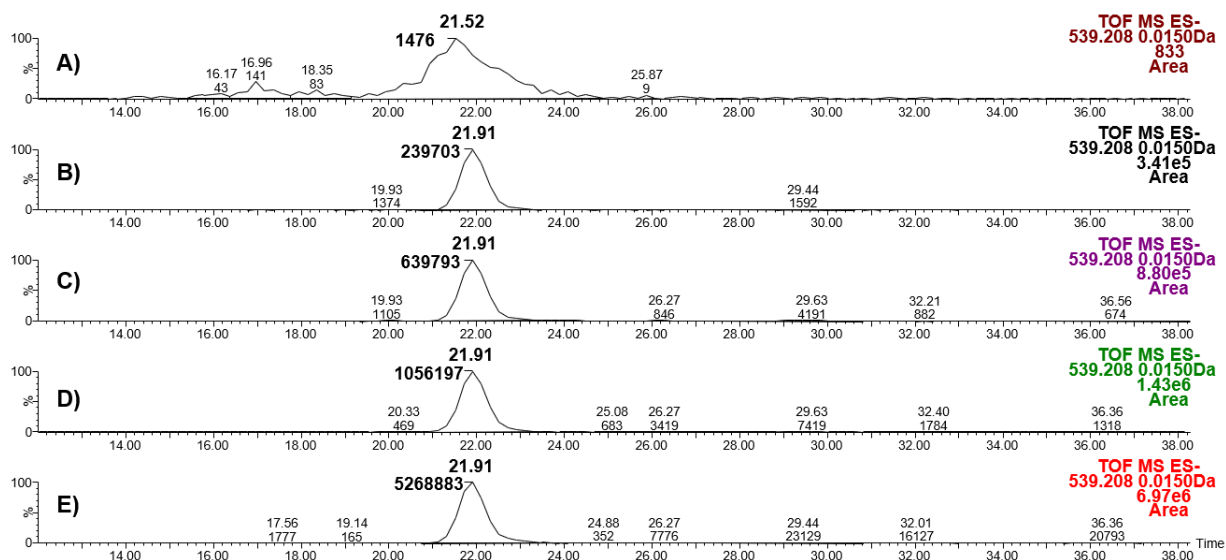 A)
21.52
1476
TOF MS ES-
539.208 0.0150Da
833
Area
100
%
0
16.17
43
16.96
141
18.35
83
25.87
9
14.00 16.00 18.00 20.00 22.00 24.00 26.00 28.00 30.00 32.00 34.00 36.00 38.00
B)
21.91
239703
TOF MS ES-
539.208 0.0150Da
3.41e5
Area
100
%
0
19.93
1374
29.44
1592
14.00 16.00 18.00 20.00 22.00 24.00 26.00 28.00 30.00 32.00 34.00 36.00 38.00
C)
21.91
639793
TOF MS ES-
539.208 0.0150Da
8.80e5
Area
100
%
0
19.93
1105
26.27
846
29.63
4191
32.21
882
36.56
674
14.00 16.00 18.00 20.00 22.00 24.00 26.00 28.00 30.00 32.00 34.00 36.00 38.00
D)
21.91
1056197
TOF MS ES-
539.208 0.0150Da
1.43e6
Area
100
%
0
20.33
469
25.08
683
26.27
3419
29.63
7419
32.40
1784
36.36
1318
14.00 16.00 18.00 20.00 22.00 24.00 26.00 28.00 30.00 32.00 34.00 36.00 38.00
E)
21.91
5268883
TOF MS ES-
539.208 0.0150Da
6.97e6
Area
100
%
0
17.56
1777
19.14
165
24.88
352
26.27
7776
29.44
23129
32.01
16127
36.36
20793
14.00 16.00 18.00 20.00 22.00 24.00 26.00 28.00 30.00 32.00 34.00 36.00 38.00
Time